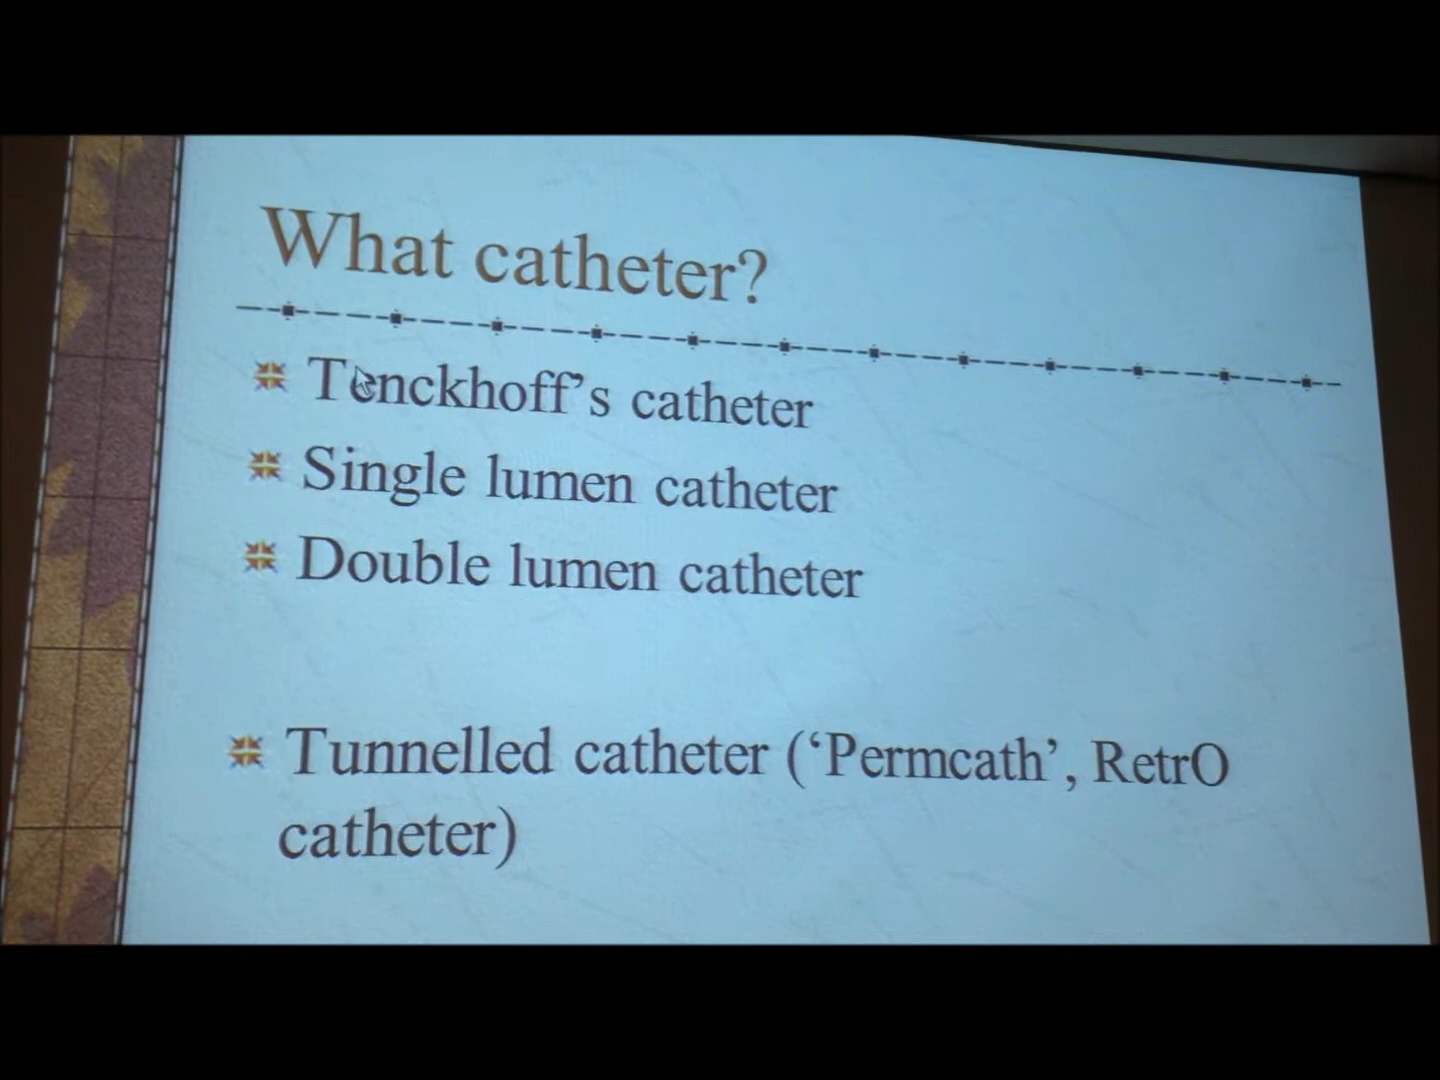 What catheter?
Tenckhoff’s catheter
Single lumen catheter
Double lumen catheter
Tunnelled catheter (‘Permcath’, RetrO
catheter)